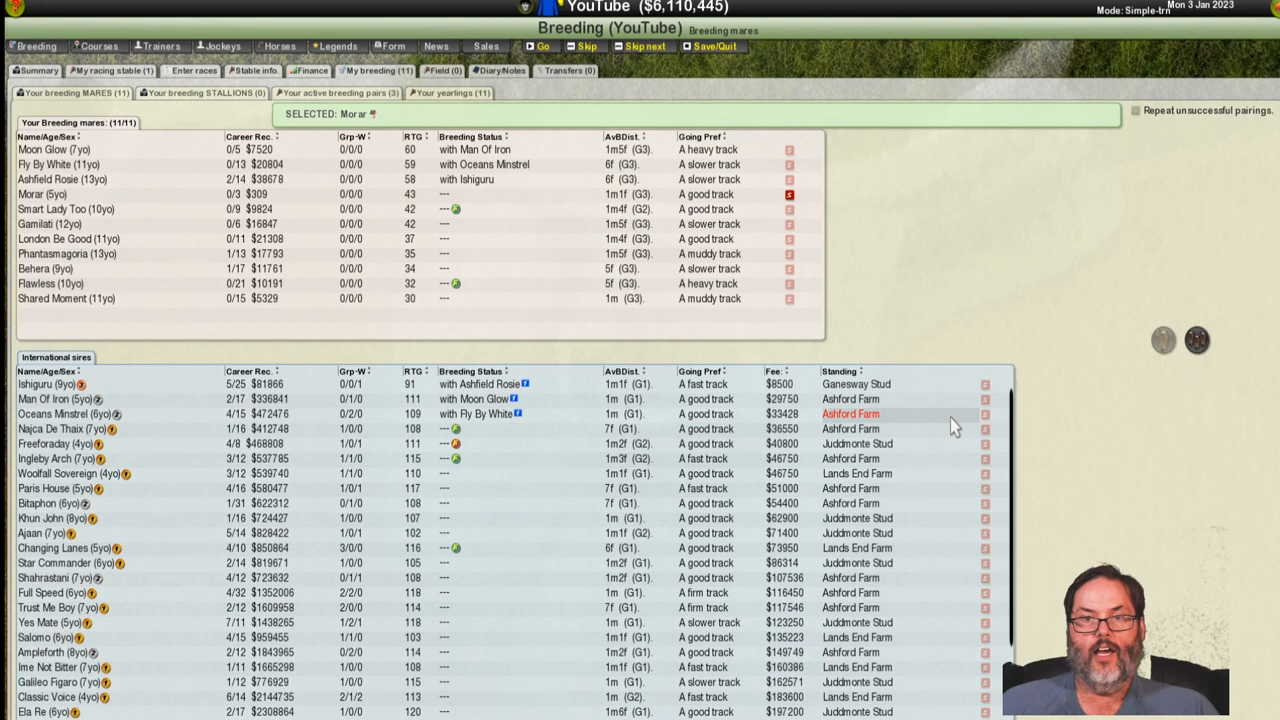 YouTube ($6,110,445)
Mode: Simple-trn Mon 3 Jan 2023
Breeding (YouTube) Breeding mares
Breeding Courses Trainers Jockeys Horses Legends Form News Sales Go Skip Skip next Save/Quit
Summary My racing stable (1) Enter races Stable info. Finance My breeding (11) Field (0) Diary/Notes Transfers (0)
Your breeding MARES (11) Your breeding STALLIONS (0) Your active breeding pairs (3) Your yearlings (11)
SELECTED: Morar
Repeat unsuccessful pairings.
Your Breeding mares: (11/11)
Name/Age/Sex Career Rec. Grp-W RTG Breeding Status AvBDist. Going Pref
Moon Glow (7yo) 0/5 $7520 0/0/0 60 with Man Of Iron 1m5f (G3). A heavy track
Fly By White (11yo) 0/13 $20804 0/0/0 59 with Oceans Minstrel 6f (G3). A slower track
Ashfield Rosie (13yo) 2/14 $38678 0/0/0 58 with Ishiguru 6f (G3). A slower track
Morar (5yo) 0/3 $309 0/0/0 43 --- 1m1f (G3). A good track
Smart Lady Too (10yo) 0/9 $9824 0/0/0 42 --- 1m4f (G2). A good track
Gamilati (12yo) 0/6 $16847 0/0/0 42 --- 1m5f (G3). A slower track
London Be Good (11yo) 0/11 $21308 0/0/0 37 --- 1m4f (G3). A good track
Phantasmagoria (13yo) 1/13 $17793 0/0/0 35 --- 1m5f (G3). A muddy track
Behera (9yo) 1/17 $11761 0/0/0 34 --- 5f (G3). A slower track
Flawless (10yo) 0/21 $10191 0/0/0 32 --- 5f (G3). A heavy track
Shared Moment (11yo) 0/15 $5329 0/0/0 30 --- 1m (G3). A muddy track
International sires
Name/Age/Sex Career Rec. Grp-W RTG Breeding Status AvBDist. Going Pref Fee: Standing
Ishiguru (9yo) 5/25 $81866 0/0/1 91 with Ashfield Rosie 1m1f (G1). A fast track $8500 Ganesway Stud
Man Of Iron (5yo) 2/17 $336841 0/1/0 111 with Moon Glow 1m (G1). A good track $29750 Ashford Farm
Oceans Minstrel (6yo) 4/15 $472476 0/2/0 109 with Fly By White 1m (G1). A good track $33428 Ashford Farm
Najca De Thaix (7yo) 1/16 $412748 1/0/0 108 --- 7f (G1). A good track $36550 Ashford Farm
Freeforaday (4yo) 4/8 $468808 1/0/1 111 --- 1m2f (G2). A good track $40800 Juddmonte Stud
Ingleby Arch (7yo) 3/12 $537785 1/1/0 115 --- 1m3f (G2). A fast track $46750 Ashford Farm
Woolfall Sovereign (4yo) 3/12 $539740 1/1/0 110 --- 1m1f (G1). A good track $46750 Lands End Farm
Paris House (5yo) 4/16 $580477 1/0/1 117 --- 7f (G1). A fast track $51000 Ashford Farm
Bitaphon (6yo) 1/31 $622312 0/1/0 108 --- 7f (G1). A good track $54400 Ashford Farm
Khun John (8yo) 1/16 $724427 1/0/0 107 --- 1m (G1). A good track $62900 Juddmonte Stud
Ajaan (7yo) 5/14 $828422 1/0/1 102 --- 1m1f (G2). A good track $71400 Juddmonte Stud
Changing Lanes (5yo) 4/10 $850864 3/0/0 116 --- 6f (G1). A good track $73950 Lands End Farm
Star Commander (6yo) 2/14 $819671 1/0/0 105 --- 1m2f (G1). A good track $86314 Juddmonte Stud
Shahrastani (7yo) 4/12 $723632 0/1/1 108 --- 1m2f (G1). A good track $107536 Ashford Farm
Full Speed (6yo) 4/32 $1352006 2/2/0 118 --- 1m (G1). A firm track $116450 Ashford Farm
Trust Me Boy (7yo) 2/12 $1609958 2/0/0 114 --- 7f (G1). A firm track $117546 Ashford Farm
Yes Mate (5yo) 7/11 $1438265 1/2/1 118 --- 1m (G1). A slower track $123250 Juddmonte Stud
Salomo (6yo) 4/15 $959455 1/1/0 103 --- 1m1f (G1). A good track $135223 Lands End Farm
Ampleforth (8yo) 2/12 $1843965 0/2/0 114 --- 1m2f (G1). A good track $149749 Ashford Farm
Ime Not Bitter (7yo) 1/11 $1665298 1/0/0 108 --- 1m1f (G1). A fast track $160386 Lands End Farm
Galileo Figaro (7yo) 1/12 $776929 1/0/0 115 --- 1m (G1). A slower track $162571 Lands End Farm
Classic Voice (4yo) 6/14 $2144735 2/1/2 113 --- 1m (G2). A fast track $183600 Lands End Farm
Ela Re (6yo) 2/17 $2308864 1/0/0 120 --- 1m6f (G1). A good track $197200 Juddmonte Stud